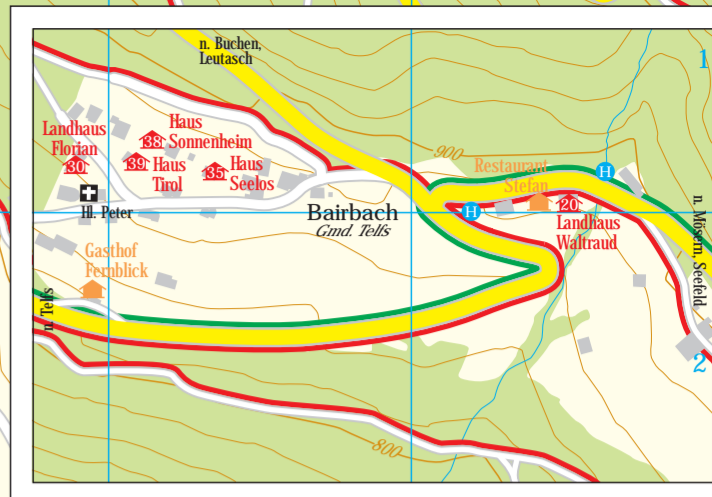 n. Buchen,
Leutasch
1
Landhaus
Florian
30
38
Haus
Sonnenheim
39
Haus
Tirol
35
Haus
Seelos
900
Restaurant
Stefan
H
H
20
Landhaus
Waltraud
Hl. Peter
Bairbach
Gmd. Telfs
n. Mösern, Seefeld
Gasthof
Fernblick
n. Telfs
2
800